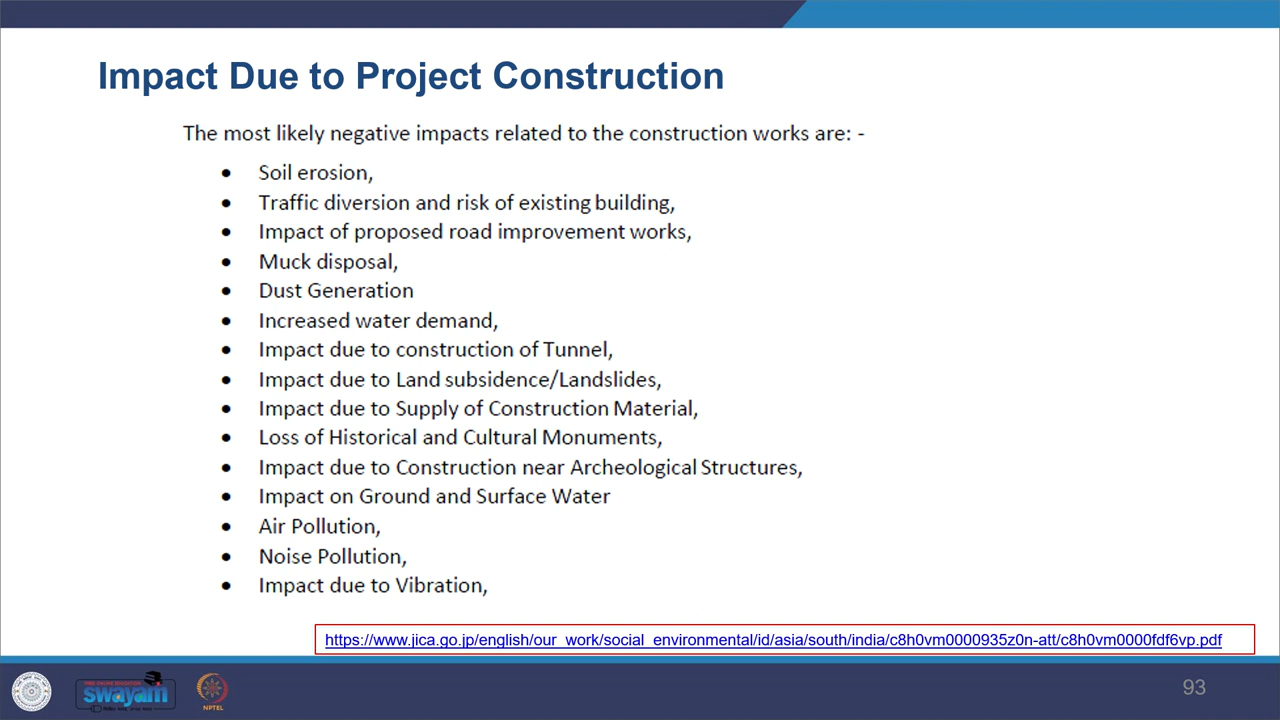 Impact Due to Project Construction
The most likely negative impacts related to the construction works are: -
• Soil erosion,
• Traffic diversion and risk of existing building,
• Impact of proposed road improvement works,
• Muck disposal,
• Dust Generation
• Increased water demand,
• Impact due to construction of Tunnel,
• Impact due to Land subsidence/Landslides,
• Impact due to Supply of Construction Material,
• Loss of Historical and Cultural Monuments,
• Impact due to Construction near Archeological Structures,
• Impact on Ground and Surface Water
• Air Pollution,
• Noise Pollution,
• Impact due to Vibration,
https://www.jica.go.jp/english/our_work/social_environmental/id/asia/south/india/c8h0vm0000935z0n-att/c8h0vm0000fdf6vp.pdf
swayam
NPTEL
93